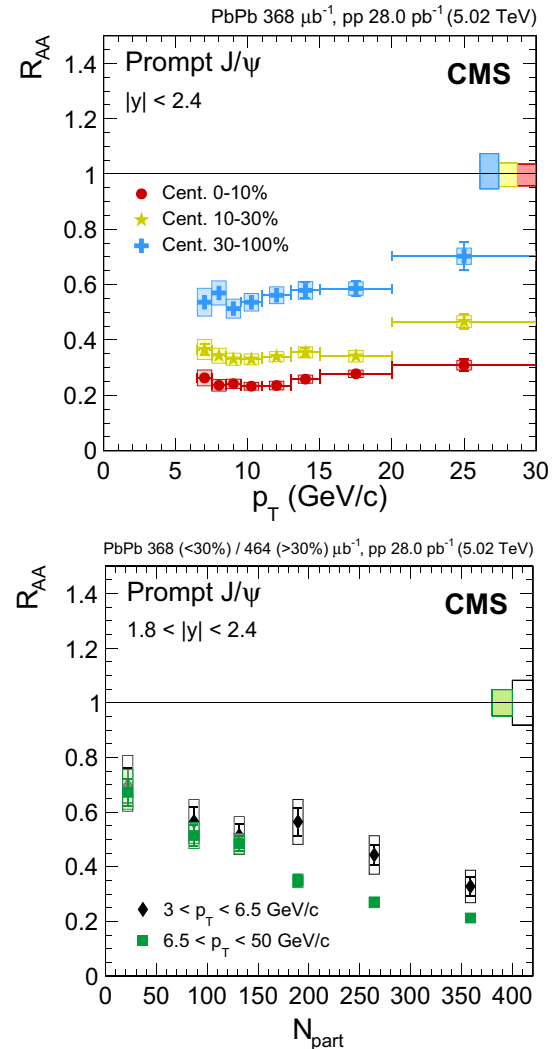 PbPb 368 μb⁻¹, pp 28.0 pb⁻¹ (5.02 TeV)
R_AA
Prompt J/ψ
CMS
|y| < 2.4
Cent. 0-10%
Cent. 10-30%
Cent. 30-100%
1.4
1.2
1
0.8
0.6
0.4
0.2
0
0 5 10 15 20 25 30
p_T (GeV/c)
PbPb 368 (<30%) / 464 (>30%) μb⁻¹, pp 28.0 pb⁻¹ (5.02 TeV)
R_AA
Prompt J/ψ
CMS
1.8 < |y| < 2.4
1.4
1.2
1
0.8
0.6
0.4
0.2
0
3 < p_T < 6.5 GeV/c
6.5 < p_T < 50 GeV/c
0 50 100 150 200 250 300 350 400
N_part